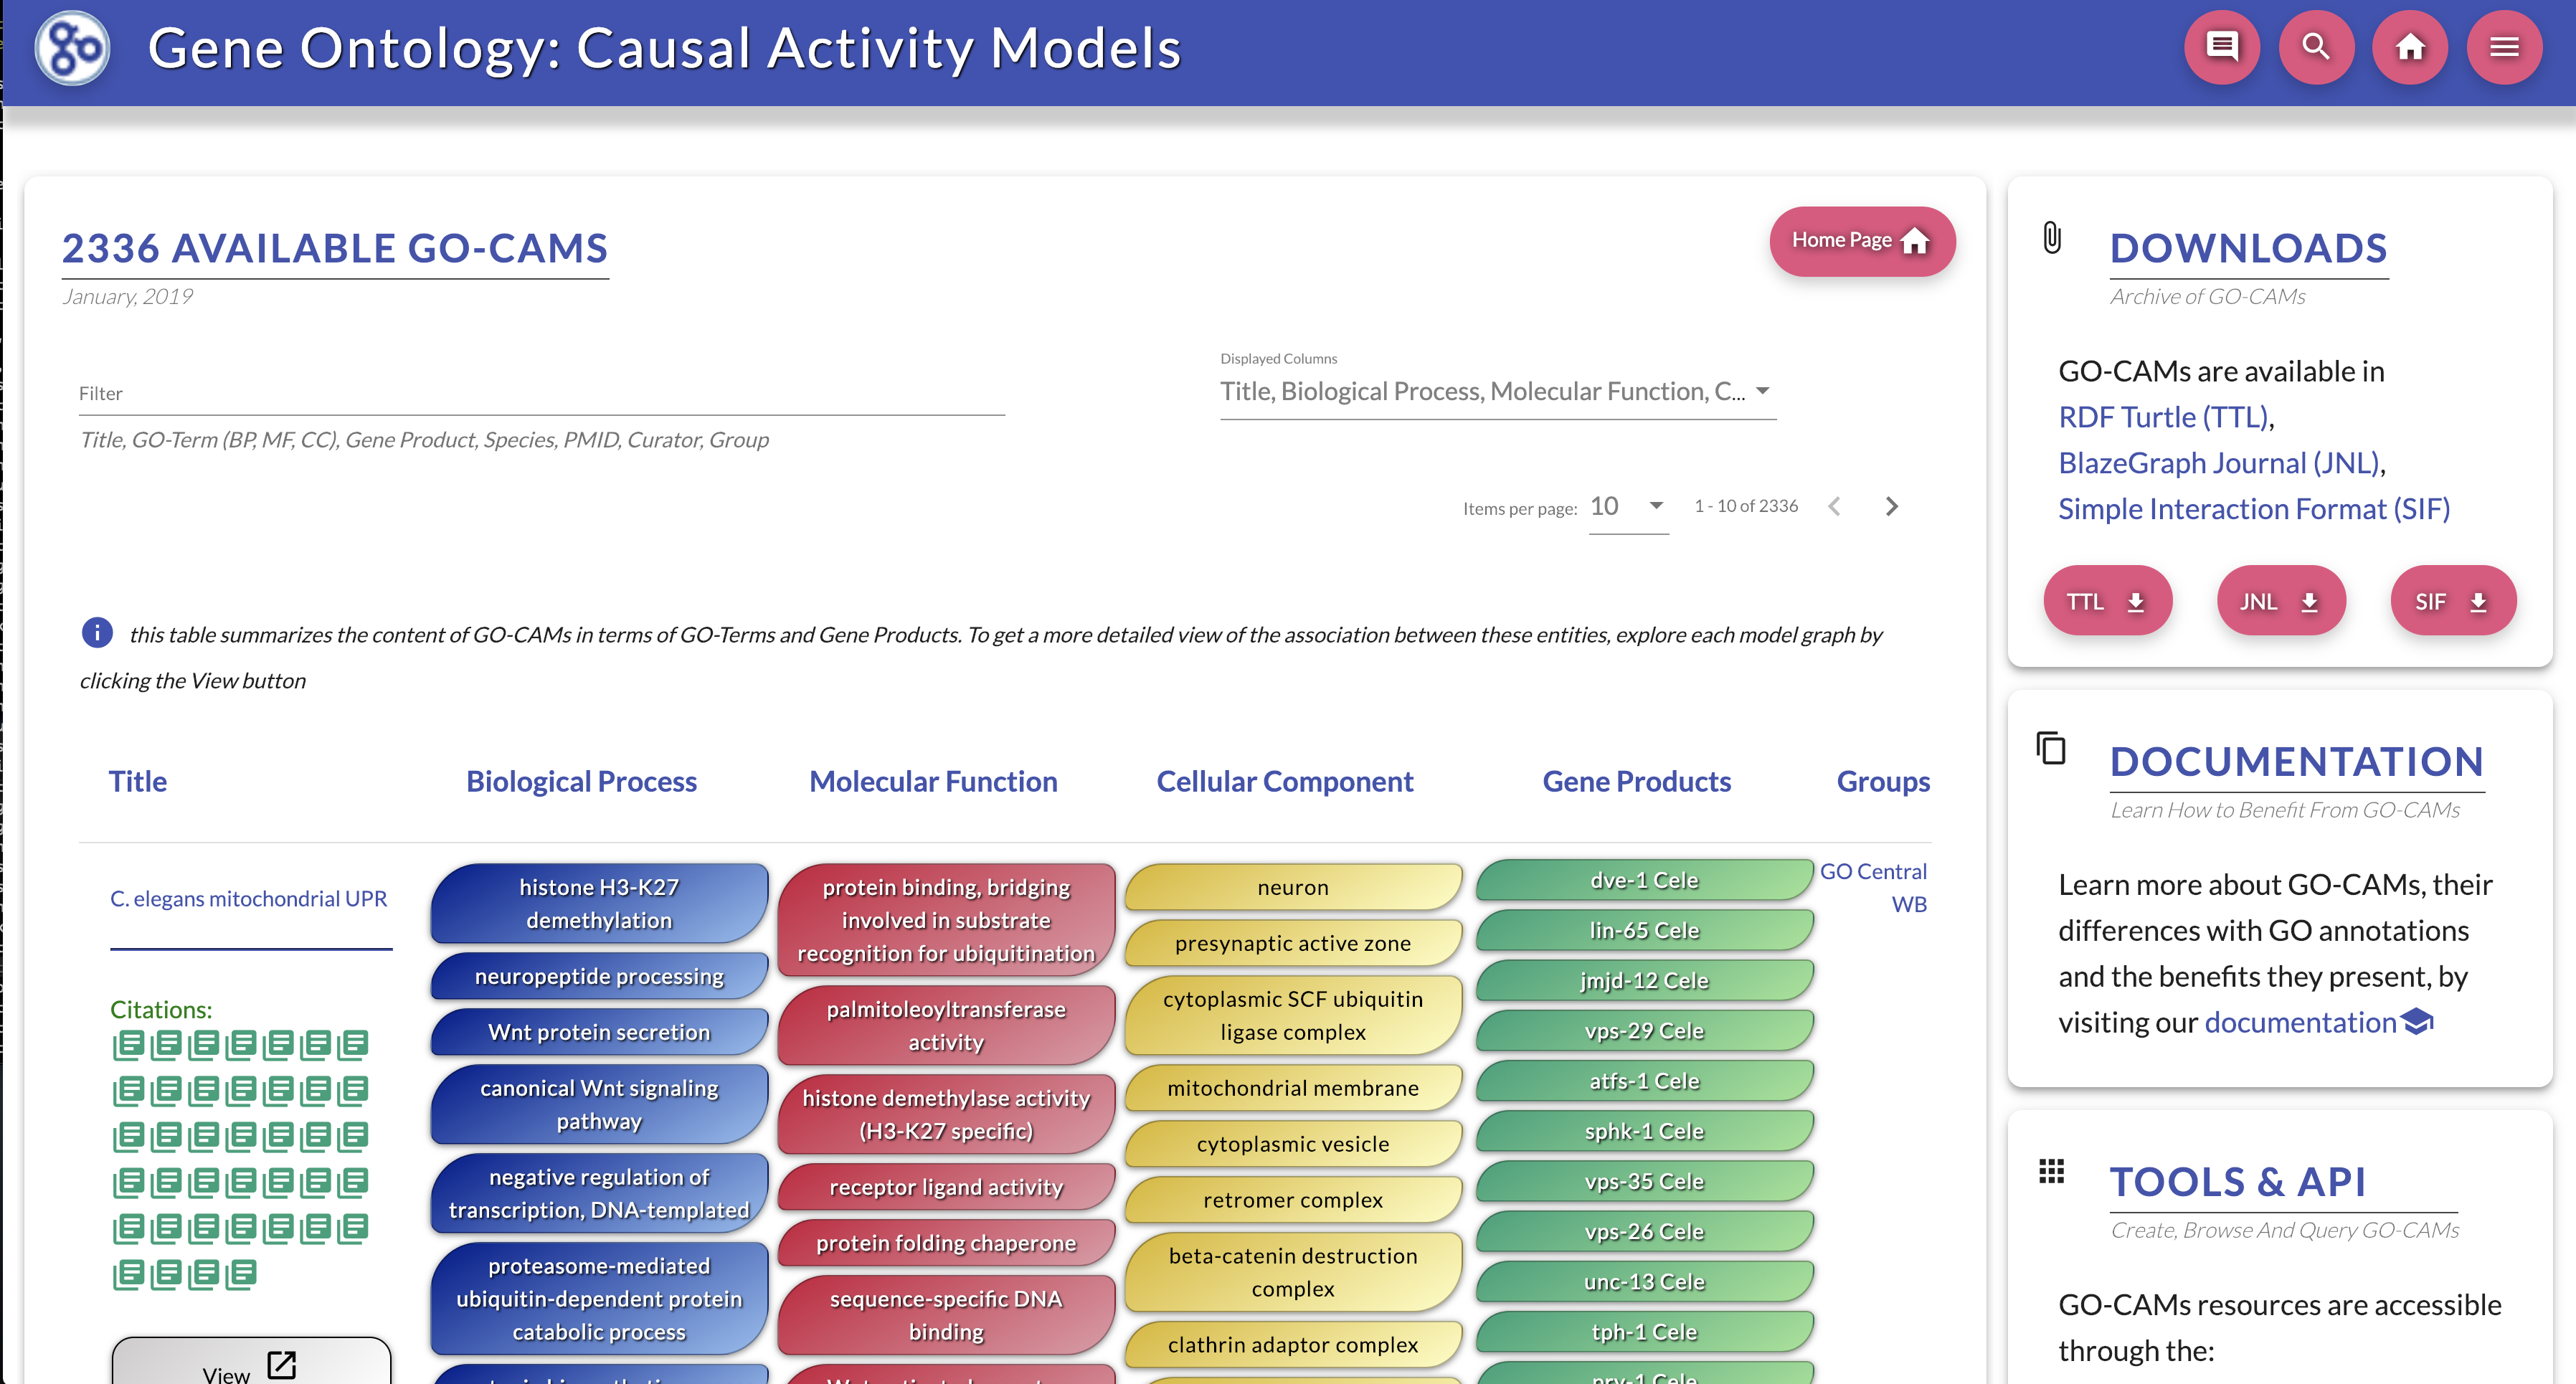 go
Gene Ontology: Causal Activity Models
2336 AVAILABLE GO-CAMS
January, 2019
Home Page
Filter
Title, GO-Term (BP, MF, CC), Gene Product, Species, PMID, Curator, Group
Displayed Columns
Title, Biological Process, Molecular Function, C...
Items per page: 10 1 - 10 of 2336
this table summarizes the content of GO-CAMs in terms of GO-Terms and Gene Products. To get a more detailed view of the association between these entities, explore each model graph by
clicking the View button
Title Biological Process Molecular Function Cellular Component Gene Products Groups
C. elegans mitochondrial UPR
Citations:
View
histone H3-K27
demethylation
neuropeptide processing
Wnt protein secretion
canonical Wnt signaling
pathway
negative regulation of
transcription, DNA-templated
proteasome-mediated
ubiquitin-dependent protein
catabolic process
protein binding, bridging
involved in substrate
recognition for ubiquitination
palmitoleoyltransferase
activity
histone demethylase activity
(H3-K27 specific)
receptor ligand activity
protein folding chaperone
sequence-specific DNA
binding
neuron
presynaptic active zone
cytoplasmic SCF ubiquitin
ligase complex
mitochondrial membrane
cytoplasmic vesicle
retromer complex
beta-catenin destruction
complex
clathrin adaptor complex
dve-1 Cele
lin-65 Cele
jmjd-12 Cele
vps-29 Cele
atfs-1 Cele
sphk-1 Cele
vps-35 Cele
vps-26 Cele
unc-13 Cele
tph-1 Cele
pry-1 Cele
GO Central
WB
DOWNLOADS
Archive of GO-CAMs
GO-CAMs are available in
RDF Turtle (TTL),
BlazeGraph Journal (JNL),
Simple Interaction Format (SIF)
TTL JNL SIF
DOCUMENTATION
Learn How to Benefit From GO-CAMs
Learn more about GO-CAMs, their
differences with GO annotations
and the benefits they present, by
visiting our documentation
TOOLS & API
Create, Browse And Query GO-CAMs
GO-CAMs resources are accessible
through the: